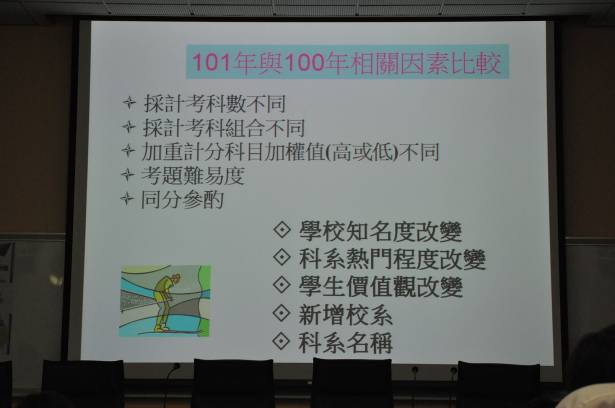 101年與100年相關因素比較
採計考科數不同
採計考科組合不同
加重計分科目加權值(高或低)不同
考題難易度
同分參酌
學校知名度改變
科系熱門程度改變
學生價值觀改變
新增校系
科系名稱